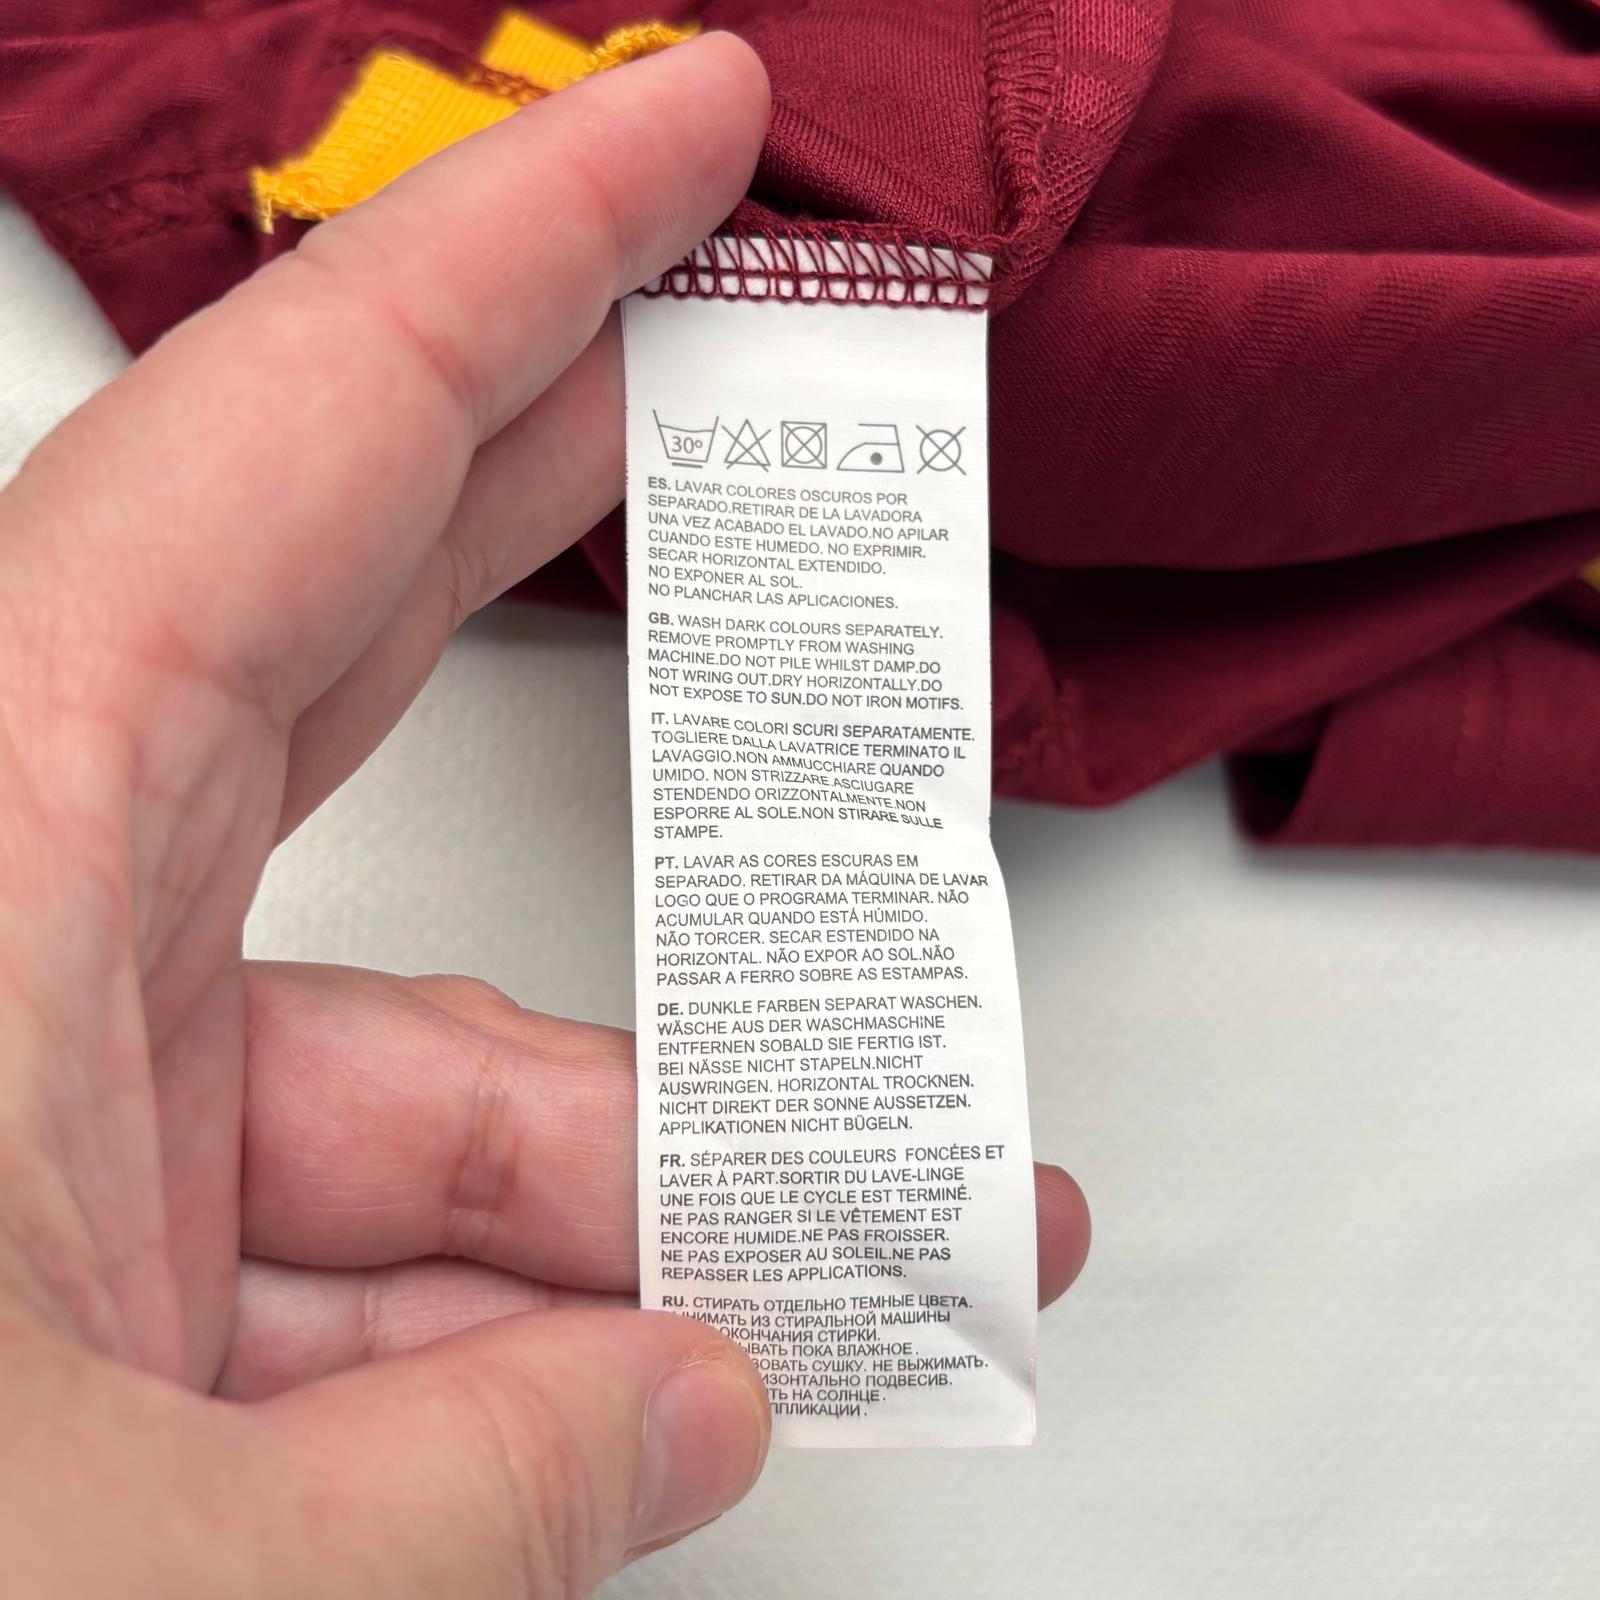 30º
ES. LAVAR COLORES OSCUROS POR
SEPARADO.RETIRAR DE LA LAVADORA
UNA VEZ ACABADO EL LAVADO.NO APILAR
CUANDO ESTE HUMEDO. NO EXPRIMIR.
SECAR HORIZONTAL EXTENDIDO.
NO EXPONER AL SOL.
NO PLANCHAR LAS APLICACIONES.
GB. WASH DARK COLOURS SEPARATELY.
REMOVE PROMPTLY FROM WASHING
MACHINE.DO NOT PILE WHILST DAMP.DO
NOT WRING OUT.DRY HORIZONTALLY.DO
NOT EXPOSE TO SUN.DO NOT IRON MOTIFS.
IT. LAVARE COLORI SCURI SEPARATAMENTE.
TOGLIERE DALLA LAVATRICE TERMINATO IL
LAVAGGIO.NON AMMUCCHIARE QUANDO
UMIDO. NON STRIZZARE.ASCIUGARE
STENDENDO ORIZZONTALMENTE.NON
ESPORRE AL SOLE.NON STIRARE SULLE
STAMPE.
PT. LAVAR AS CORES ESCURAS EM
SEPARADO. RETIRAR DA MÁQUINA DE LAVAR
LOGO QUE O PROGRAMA TERMINAR. NÃO
ACUMULAR QUANDO ESTÁ HÚMIDO.
NÃO TORCER. SECAR ESTENDIDO NA
HORIZONTAL. NÃO EXPOR AO SOL.NÃO
PASSAR A FERRO SOBRE AS ESTAMPAS.
DE. DUNKLE FARBEN SEPARAT WASCHEN.
WÄSCHE AUS DER WASCHMASCHINE
ENTFERNEN SOBALD SIE FERTIG IST.
BEI NÄSSE NICHT STAPELN.NICHT
AUSWRINGEN. HORIZONTAL TROCKNEN.
NICHT DIREKT DER SONNE AUSSETZEN.
APPLIKATIONEN NICHT BÜGELN.
FR. SÉPARER DES COULEURS FONCÉES ET
LAVER À PART.SORTIR DU LAVE-LINGE
UNE FOIS QUE LE CYCLE EST TERMINÉ.
NE PAS RANGER SI LE VÊTEMENT EST
ENCORE HUMIDE.NE PAS FROISSER.
NE PAS EXPOSER AU SOLEIL.NE PAS
REPASSER LES APPLICATIONS.
RU. СТИРАТЬ ОТДЕЛЬНО ТЕМНЫЕ ЦВЕТА.
ИЗ СТИРАЛЬНОЙ МАШИНЫ
ОКОНЧАНИЯ СТИРКИ.
ПОКА ВЛАЖНОЕ.
СУШКУ. НЕ ВЫЖИМАТЬ.
ПОДВЕСИВ.
НА СОЛНЦЕ.